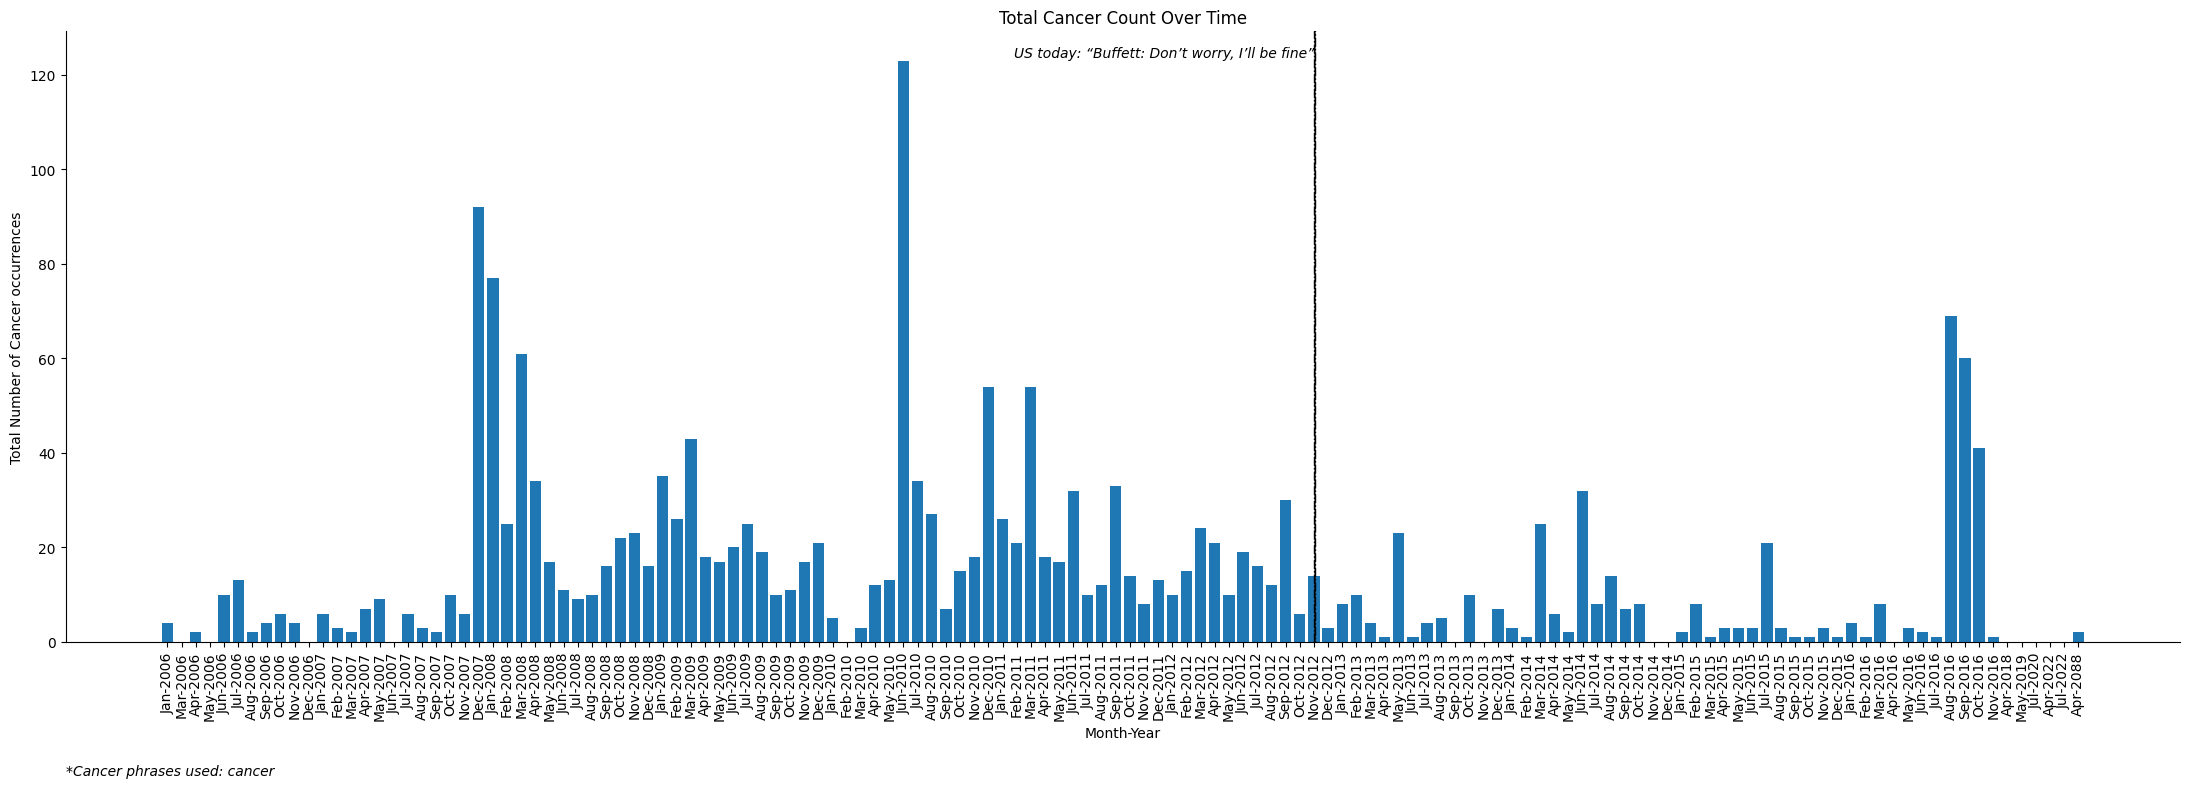 Total Cancer Count Over Time
US today: “Buffett: Don’t worry, I’ll be fine”
Total Number of Cancer occurrences
120
100
80
60
40
20
0
Jan-2006
Mar-2006
Apr-2006
May-2006
Jun-2006
Jul-2006
Aug-2006
Sep-2006
Oct-2006
Nov-2006
Dec-2006
Jan-2007
Feb-2007
Mar-2007
Apr-2007
May-2007
Jun-2007
Jul-2007
Aug-2007
Sep-2007
Oct-2007
Nov-2007
Dec-2007
Jan-2008
Feb-2008
Mar-2008
Apr-2008
May-2008
Jun-2008
Jul-2008
Aug-2008
Sep-2008
Oct-2008
Nov-2008
Dec-2008
Jan-2009
Feb-2009
Mar-2009
Apr-2009
May-2009
Jun-2009
Jul-2009
Aug-2009
Sep-2009
Oct-2009
Nov-2009
Dec-2009
Jan-2010
Feb-2010
Mar-2010
Apr-2010
May-2010
Jun-2010
Jul-2010
Aug-2010
Sep-2010
Oct-2010
Nov-2010
Dec-2010
Jan-2011
Feb-2011
Mar-2011
Apr-2011
May-2011
Jun-2011
Jul-2011
Aug-2011
Sep-2011
Oct-2011
Nov-2011
Dec-2011
Jan-2012
Feb-2012
Mar-2012
Apr-2012
May-2012
Jun-2012
Jul-2012
Aug-2012
Sep-2012
Oct-2012
Nov-2012
Dec-2012
Jan-2013
Feb-2013
Mar-2013
Apr-2013
May-2013
Jun-2013
Jul-2013
Aug-2013
Sep-2013
Oct-2013
Nov-2013
Dec-2013
Jan-2014
Feb-2014
Mar-2014
Apr-2014
May-2014
Jun-2014
Jul-2014
Aug-2014
Sep-2014
Oct-2014
Nov-2014
Dec-2014
Jan-2015
Feb-2015
Mar-2015
Apr-2015
May-2015
Jun-2015
Jul-2015
Aug-2015
Sep-2015
Oct-2015
Nov-2015
Dec-2015
Jan-2016
Feb-2016
Mar-2016
Apr-2016
May-2016
Jun-2016
Jul-2016
Aug-2016
Sep-2016
Oct-2016
Nov-2016
Apr-2018
May-2019
Jul-2020
Apr-2022
Jul-2022
Apr-2088
Month-Year
*Cancer phrases used: cancer